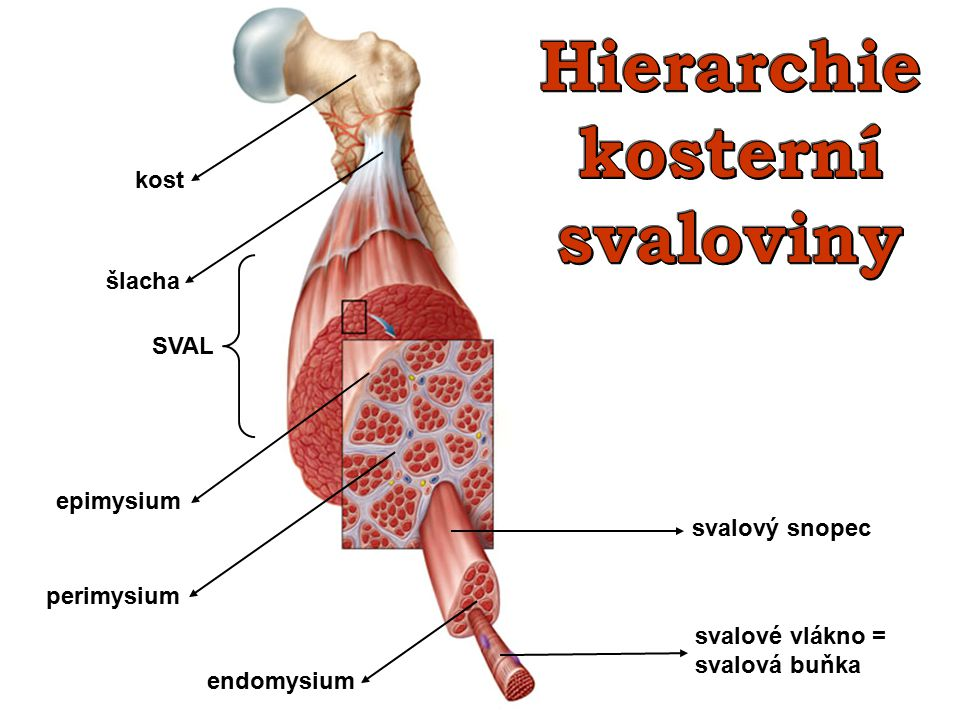 Hierarchie
kosterní
svaloviny
kost
šlacha
SVAL
epimysium
perimysium
endomysium
svalový snopec
svalové vlákno =
svalová buňka